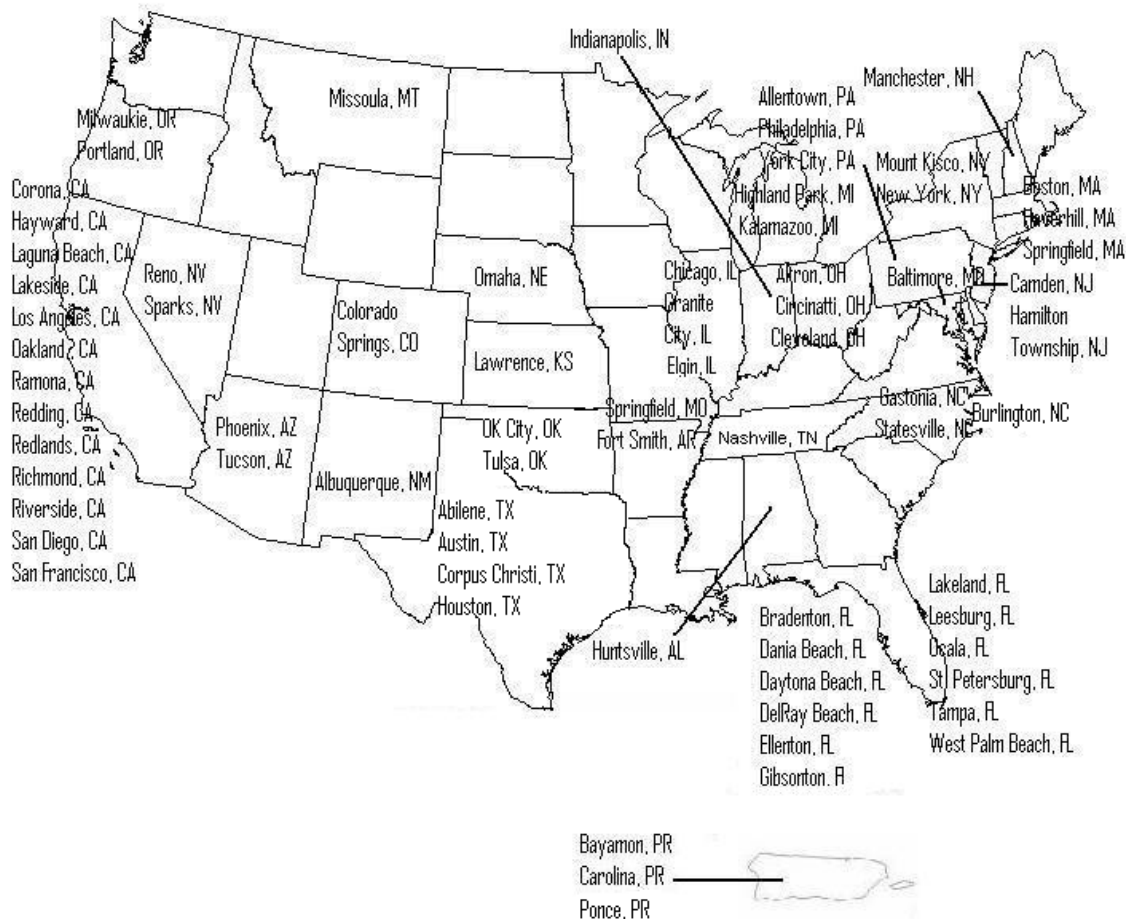 Indianapolis, IN
Manchester, NH
Missoula, MT
Allentown, PA
Philadelphia, PA
York City, PA
Milwaukie, OR
Portland, OR
Mount Kisco, NY
New York, NY
Highland Park, MI
Kalamazoo, MI
Boston, MA
Haverhill, MA
Springfield, MA
Corona, CA
Hayward, CA
Laguna Beach, CA
Lakeside, CA
Los Angeles, CA
Oakland, CA
Ramona, CA
Redding, CA
Redlands, CA
Richmond, CA
Riverside, CA
San Diego, CA
San Francisco, CA
Reno, NV
Sparks, NV
Omaha, NE
Colorado
Springs, CO
Lawrence, KS
Chicago, IL
Granite
City, IL
Elgin, IL
Akron, OH
Circinatti, OH
Cleveland, OH
Baltimore, MD
Camden, NJ
Hamilton
Township, NJ
Phoenix, AZ
Tucson, AZ
Albuquerque, NM
OK City, OK
Tulsa, OK
Springfield, MO
Fort Smith, AR
Nashville, TN
Gastonia, NC
Statesville, NC
Burlington, NC
Abilene, TX
Austin, TX
Corpus Christi, TX
Houston, TX
Huntsville, AL
Bradenton, FL
Dania Beach, FL
Daytona Beach, FL
DelRay Beach, FL
Ellenton, FL
Gibsonton, Fl
Lakeland, FL
Leesburg, FL
Ocala, FL
St. Petersburg, FL
Tampa, FL
West Palm Beach, FL
Bayamon, PR
Carolina, PR
Ponce, PR